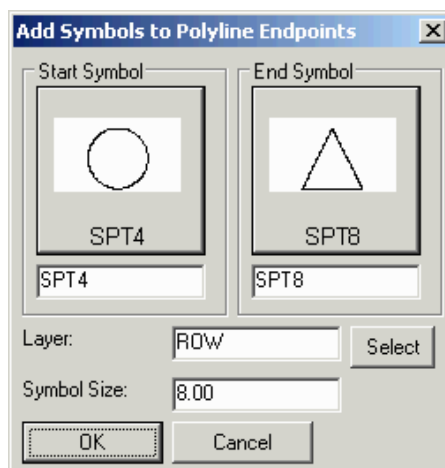 Add Symbols to Polyline Endpoints
Start Symbol
End Symbol
SPT4
SPT8
SPT4
SPT8
Layer:
ROW
Select
Symbol Size:
8.00
OK
Cancel